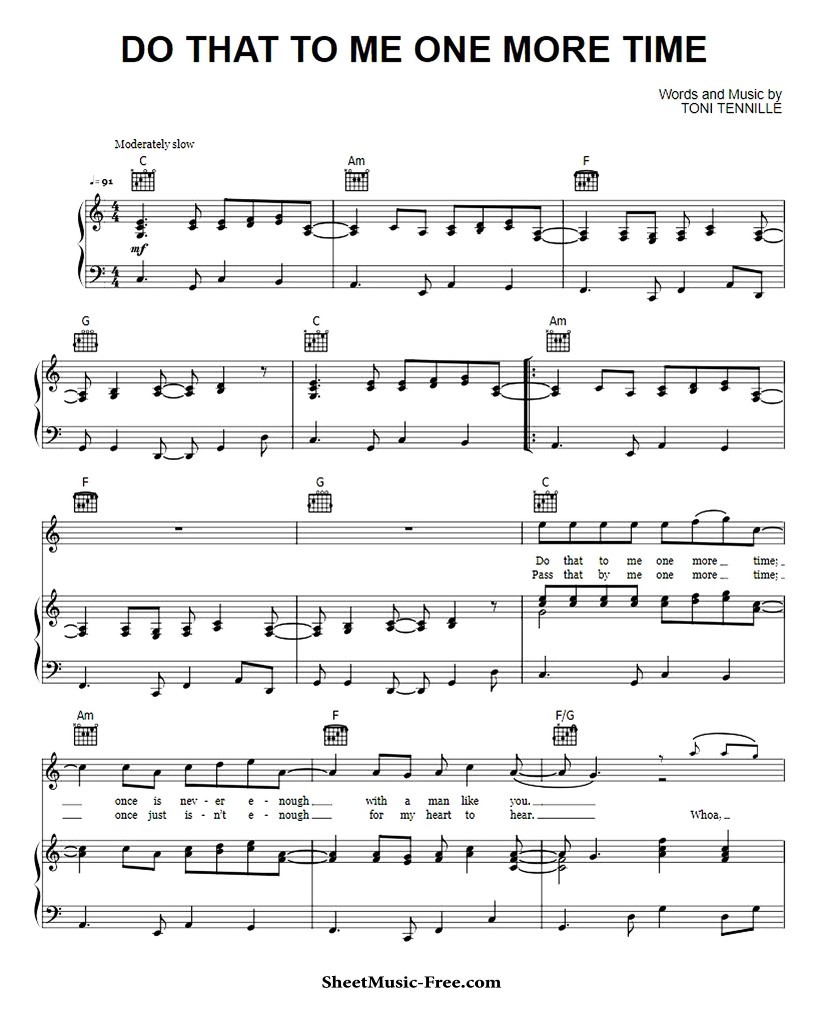 DO THAT TO ME ONE MORE TIME
Words and Music by
TONI TENNILLE
Moderately slow
C Am F
♩=91
mf
G C Am
F G C
Do that to me one more_ time;_
Pass that by me one more_ time;_
Am F F/G
once is nev - er e - nough with a man like you.
once just is - n't e - nough for my heart to hear. Whoa,_
SheetMusic-Free.com